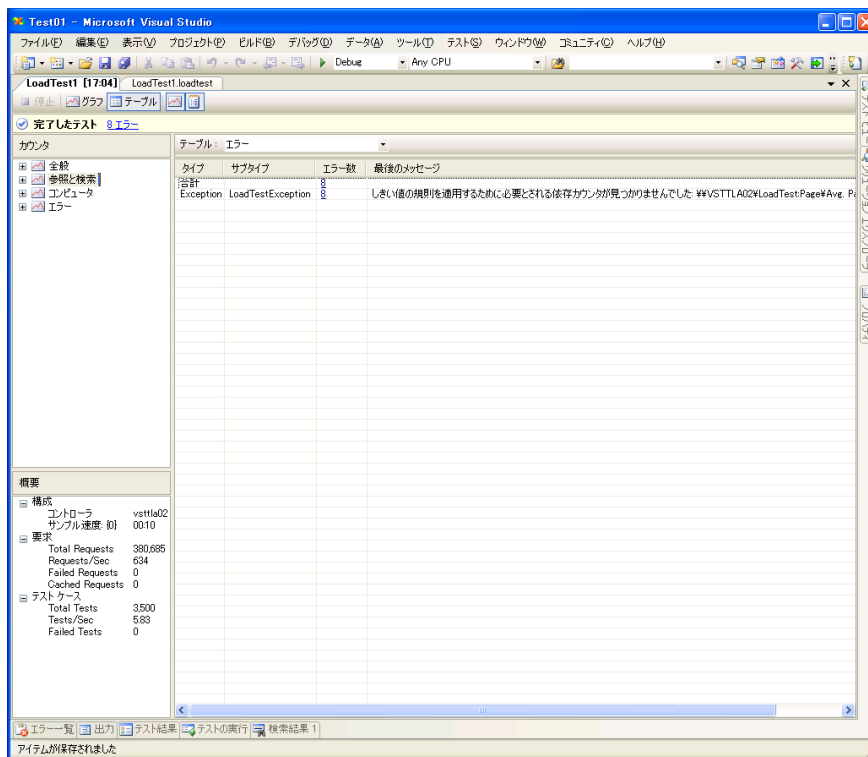 Test01 - Microsoft Visual Studio
ファイル(F) 編集(E) 表示(V) プロジェクト(P) ビルド(B) デバッグ(D) データ(A) ツール(T) テスト(S) ウィンドウ(W) コミュニティ(C) ヘルプ(H)
Debug Any CPU
LoadTest1 [17:04] LoadTest1.loadtest
停止 グラフ テーブル
完了したテスト 8 エラー
カウンタ
テーブル: エラー
全般
参照と検索
コンピュータ
エラー
タイプ サブタイプ エラー数 最後のメッセージ
合計 8
Exception LoadTestException 8 しきい値の規則を適用するために必要とされる依存カウンタが見つかりませんでした: ¥¥VSTTLA02¥LoadTest:Page¥Avg. Pa
概要
構成
コントローラ vsttla02
サンプル速度: {0} 00:10
要求
Total Requests 380,685
Requests/Sec 634
Failed Requests 0
Cached Requests 0
テスト ケース
Total Tests 3,500
Tests/Sec 5.83
Failed Tests 0
エラー一覧 出力 テスト結果 テストの実行 検索結果 1
アイテムが保存されました